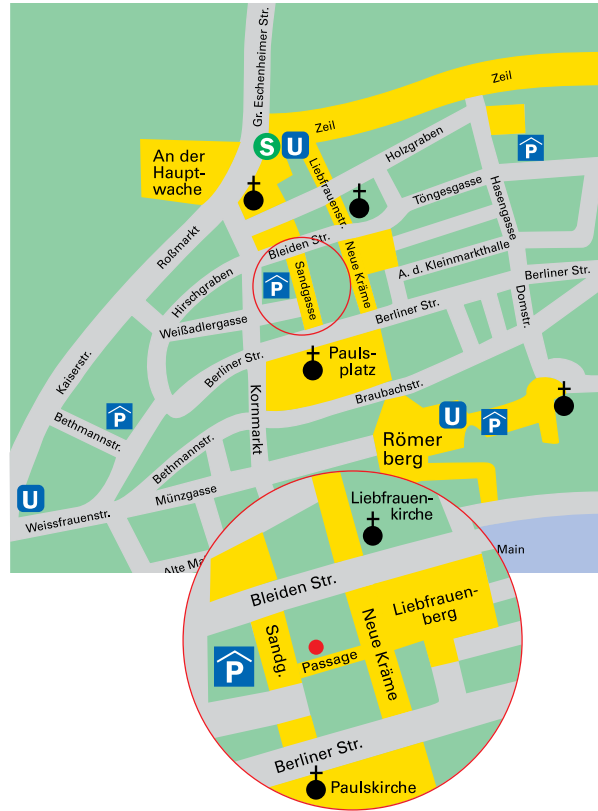 Gr. Eschenheimer Str.
Zeil
Zeil
S
U
An der
Haupt-
wache
Liebfrauenstr.
Holzgraben
P
Töngesgasse
Hasengasse
Roßmarkt
Bleiden Str.
Hirschgraben
P
Sandgasse
Neue Kräme
A. d. Kleinmarkthalle
Berliner Str.
Domstr.
Weißadlergasse
Berliner Str.
Kaiserstr.
Berliner Str.
Pauls-
platz
Kornmarkt
Braubachstr.
P
Bethmannstr.
U
P
Römer
berg
Bethmannstr.
Münzgasse
U
Weissfrauenstr.
Alte Ma
Main
Liebfrauen-
kirche
Bleiden Str.
Liebfrauen-
berg
Sandg.
Neue Kräme
P
Passage
Berliner Str.
Paulskirche